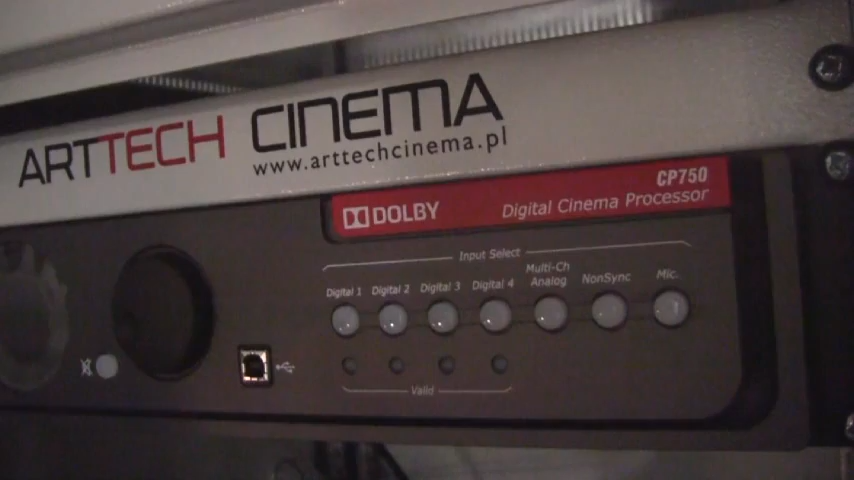 ARTTECH CINEMA
www.arttechcinema.pl
DOLBY
CP750
Digital Cinema Processor
Input Select
Digital 1
Digital 2
Digital 3
Digital 4
Multi-Ch
Analog
NonSync
Mic.
Valid